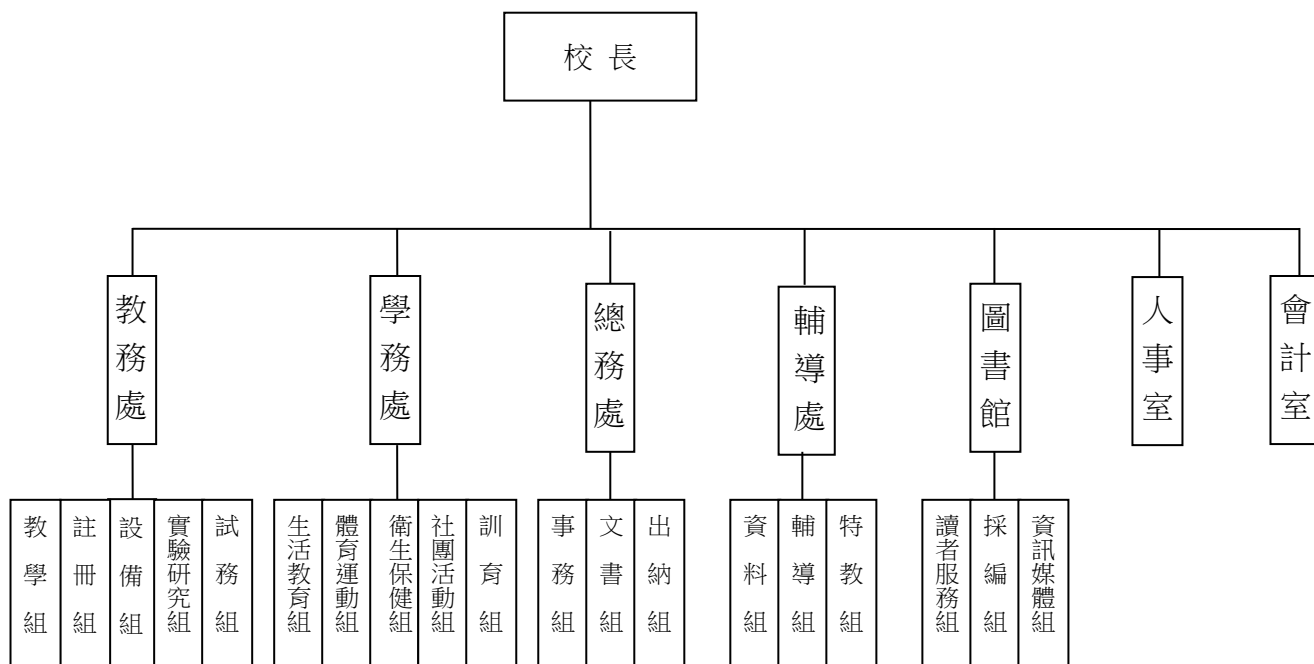 校長
教務處
學務處
總務處
輔導處
圖書館
人事室
會計室
教學組
註冊組
設備組
實驗研究組
試務組
生活教育組
體育運動組
衛生保健組
社團活動組
訓育組
事務組
文書組
出納組
資料組
輔導組
特教組
讀者服務組
採編組
資訊媒體組